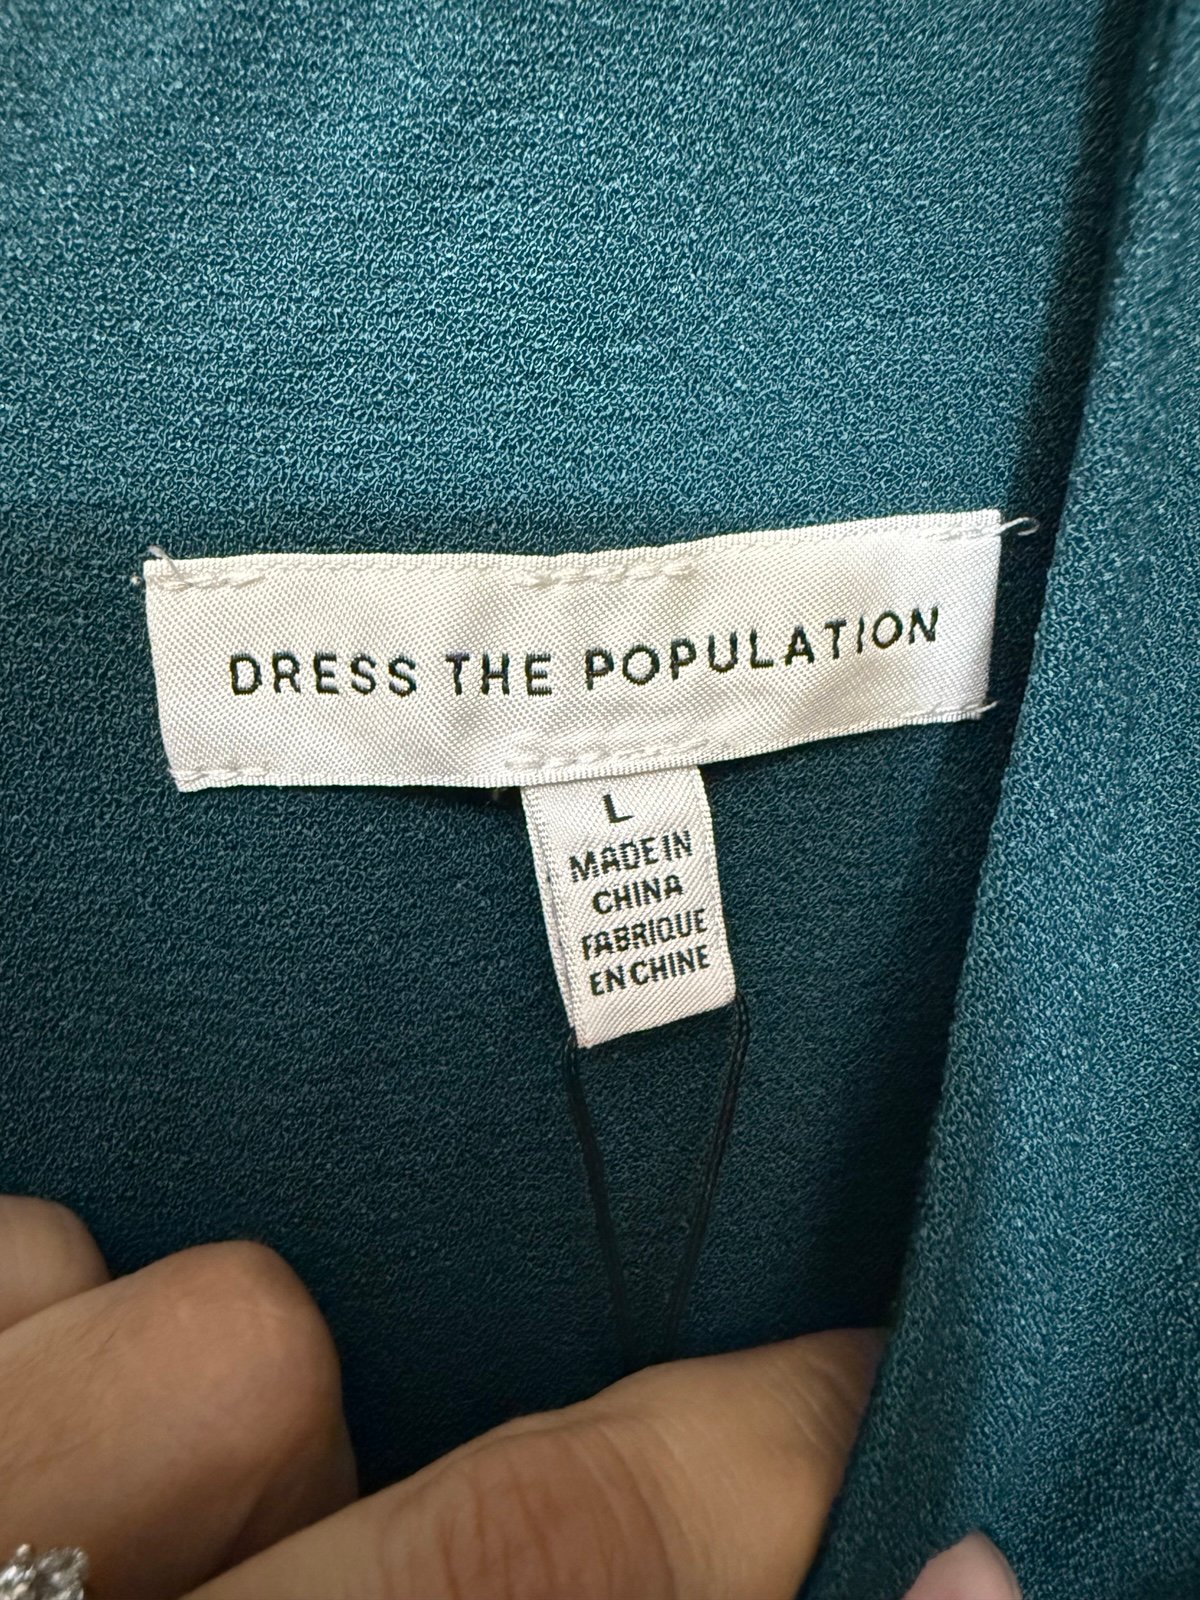 DRESS THE POPULATION
L
MADE IN
CHINA
FABRIQUE
EN CHINE